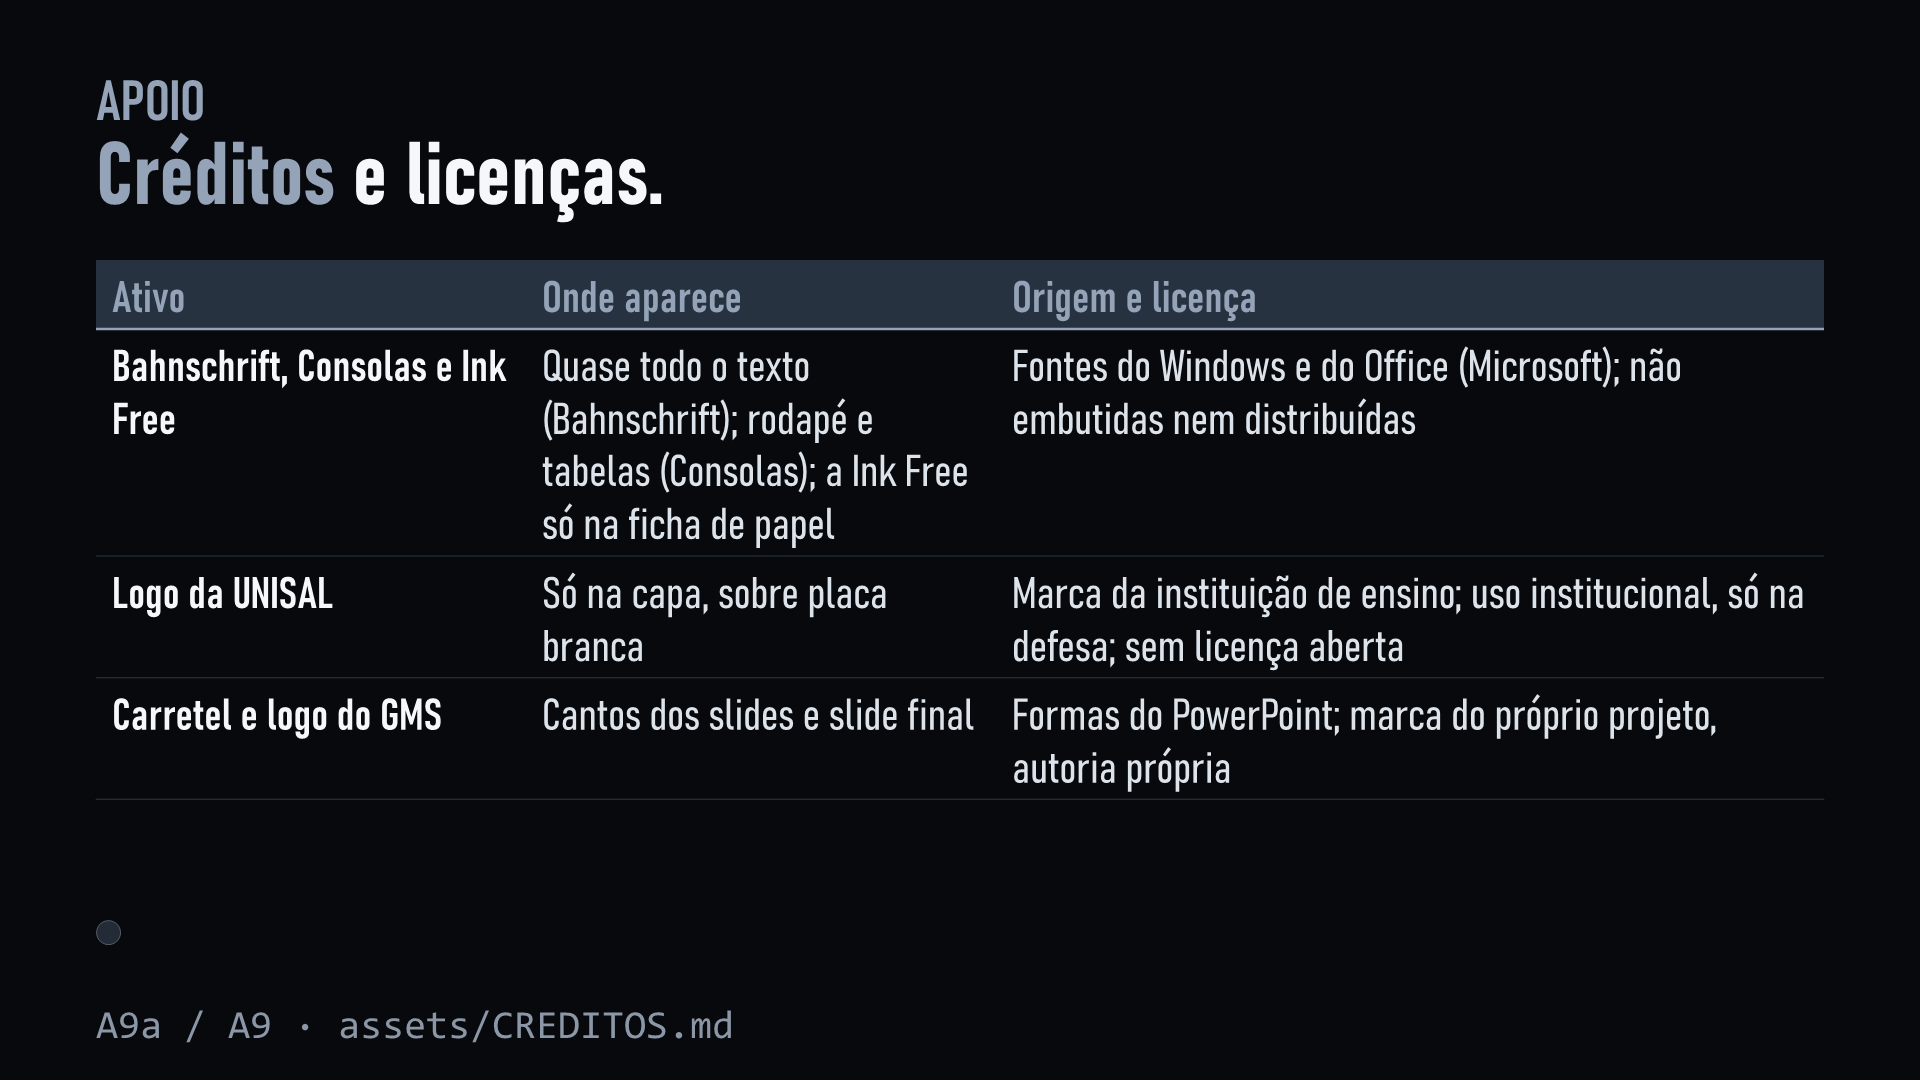 APOIO
Créditos e licenças.
Ativo
Onde aparece
Origem e licença
Bahnschrift, Consolas e Ink
Free
Quase todo o texto
(Bahnschrift); rodapé e
tabelas (Consolas); a Ink Free
só na ficha de papel
Fontes do Windows e do Office (Microsoft); não
embutidas nem distribuídas
Logo da UNISAL
Só na capa, sobre placa
branca
Marca da instituição de ensino; uso institucional, só na
defesa; sem licença aberta
Carretel e logo do GMS
Cantos dos slides e slide final
Formas do PowerPoint; marca do próprio projeto,
autoria própria
A9a / A9 · assets/CREDITOS.md